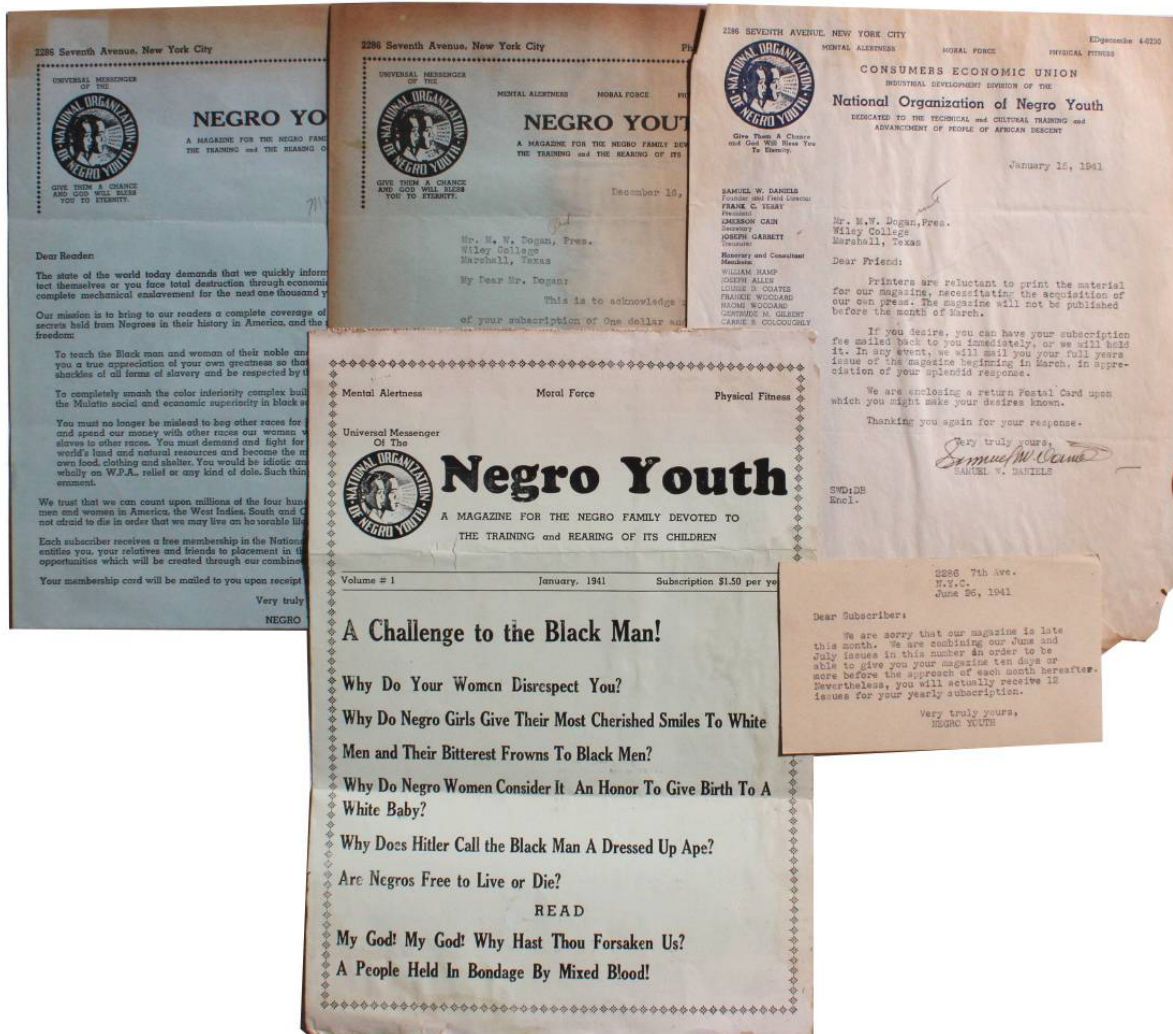 2286 Seventh Avenue, New York City
UNIVERSAL MESSENGER
OF THE
NATIONAL ORGANIZATION
OF NEGRO YOUTH
GIVE THEM A CHANCE
AND GOD WILL BLESS
YOU TO ETERNITY.
NEGRO YO
A MAGAZINE FOR THE NEGRO FAM
THE TRAINING and THE REARING O
Dear Reader:
The state of the world today demands that we quickly inform
tect themselves or you face total destruction through economi
complete mechanical enslavement for the next one thousand y
Our mission is to bring to our readers a complete coverage of
secrets held from Negroes in their history in America, and the
freedom:
To teach the Black man and woman of their noble an
you a true appreciation of your own greatness so that
shackles of all forms of slavery and be respected by th
To completely smash the color inferiority complex buil
the Mulatto social and economic superiority in black so
You must no longer be mislead to beg other races for
and spend our money with other races our women
slaves to other races. You must demand and fight for
world's land and natural resources and become the m
own food, clothing and shelter. You would be idiotic an
wholly on W.P.A., relief or any kind of dole. Such thin
ernment.
We trust that we can count upon millions of the four hun
men and women in America, the West Indies, South and C
not afraid to die in order that we may live an honorable life
Each subscriber receives a free membership in the Nation
entitles you, your relatives and friends to placement in th
opportunities which will be created through our combine
Your membership card will be mailed to you upon receipt
Very truly
NEGRO
2286 Seventh Avenue, New York City
Ph
UNIVERSAL MESSENGER
OF THE
NATIONAL ORGANIZATION
OF NEGRO YOUTH
GIVE THEM A CHANCE
AND GOD WILL BLESS
YOU TO ETERNITY.
MENTAL ALERTNESS MORAL FORCE
NEGRO YOUT
A MAGAZINE FOR THE NEGRO FAMILY DEV
THE TRAINING and THE REARING OF ITS
December 16,
Mr. M. W. Dogan, Pres.
Wiley College
Marshall, Texas
My Dear Mr. Dogan:
This is to acknowledge
of your subscription of One dollar and
2286 SEVENTH AVENUE, NEW YORK CITY
EDgecombe 4-0230
MENTAL ALERTNESS MORAL FORCE PHYSICAL FITNESS
NATIONAL ORGANIZATION
OF NEGRO YOUTH
Give Them A Chance
and God Will Bless You
To Eternity.
CONSUMERS ECONOMIC UNION
INDUSTRIAL DEVELOPMENT DIVISION OF THE
National Organization of Negro Youth
DEDICATED TO THE TECHNICAL and CULTURAL TRAINING and
ADVANCEMENT OF PEOPLE OF AFRICAN DESCENT
January 15, 1941
SAMUEL W. DANIELS
Founder and Field Director
FRANK C. TERRY
President
EMERSON CAIN
Secretary
JOSEPH GARRETT
Treasurer
Honorary and Consultant
Members:
WILLIAM HAMP
JOSEPH ALLEN
LOUISE D. COATES
FRANKIE WOODARD
NAOMI WOODARD
GERTRUDE M. GILBERT
CARRIE B. COLCOUGHLY
Mr. M.W. Dogan,Pres.
Wiley College
Marshall, Texas
Dear Friend:
Printers are reluctant to print the material
for our magazine, necessitating the acquisition of
our own press. The magazine will not be published
before the month of March.
If you desire, you can have your subscription
fee mailed back to you immediately, or we will hold
it. In any event, we will mail you your full years
issue of the magazine beginning in March, in appre-
ciation of your splendid response.
We are enclosing a return Postal Card upon
which you might make your desires known.
Thanking you again for your response.
Very truly yours,
Samuel W. Daniels
SAMUEL W. DANIELS
SWD:DB
Encl.
Mental Alertness Moral Force Physical Fitness
Universal Messenger
Of The
NATIONAL ORGANIZATION
OF NEGRO YOUTH
Negro Youth
A MAGAZINE FOR THE NEGRO FAMILY DEVOTED TO
THE TRAINING and REARING OF ITS CHILDREN
Volume # 1 January, 1941 Subscription $1.50 per ye
A Challenge to the Black Man!
Why Do Your Women Disrespect You?
Why Do Negro Girls Give Their Most Cherished Smiles To White
Men and Their Bitterest Frowns To Black Men?
Why Do Negro Women Consider It An Honor To Give Birth To A
White Baby?
Why Does Hitler Call the Black Man A Dressed Up Ape?
Are Negros Free to Live or Die?
READ
My God! My God! Why Hast Thou Forsaken Us?
A People Held In Bondage By Mixed Blood!
2286 7th Ave.
N.Y.C.
June 26, 1941
Dear Subscriber:
We are sorry that our magazine is late
this month. We are combining our June and
July issues in this number in order to be
able to give you your magazine ten days or
more before the approach of each month hereafter.
Nevertheless, you will actually receive 12
issues for your yearly subscription.
Very truly yours,
NEGRO YOUTH